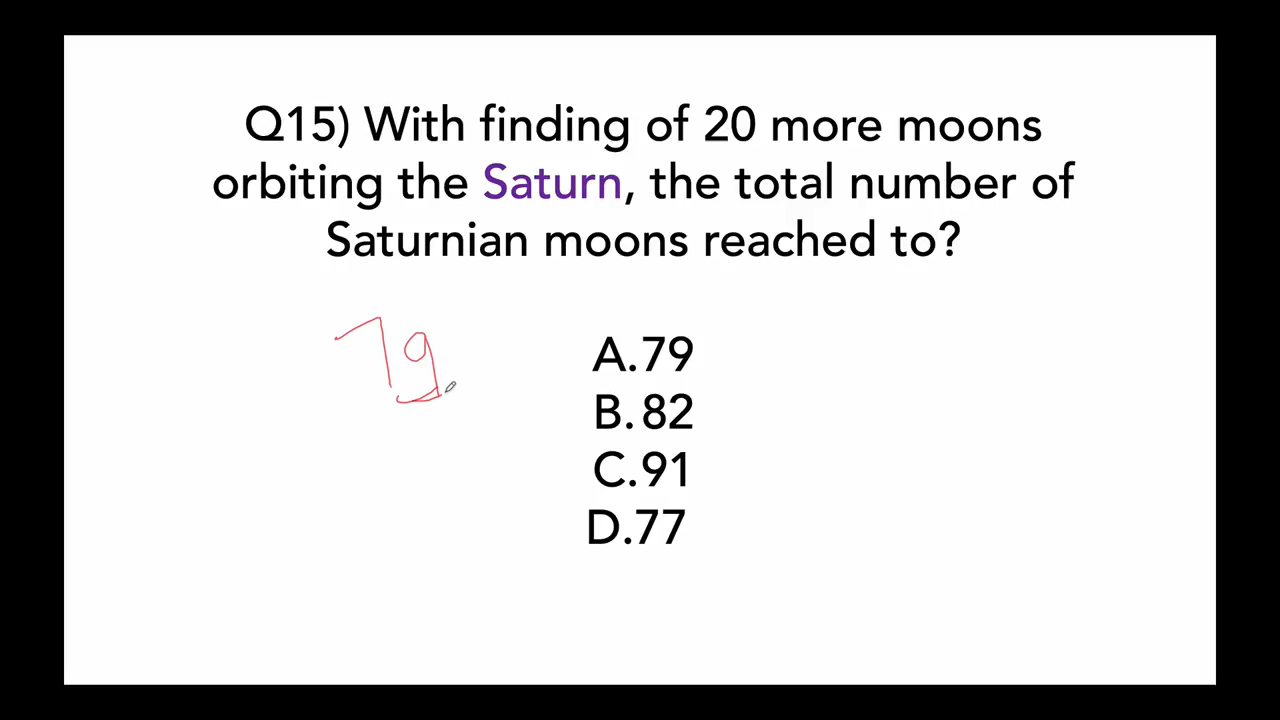 Q15) With finding of 20 more moons
orbiting the Saturn, the total number of
Saturnian moons reached to?
79
A.79
B. 82
C.91
D.77